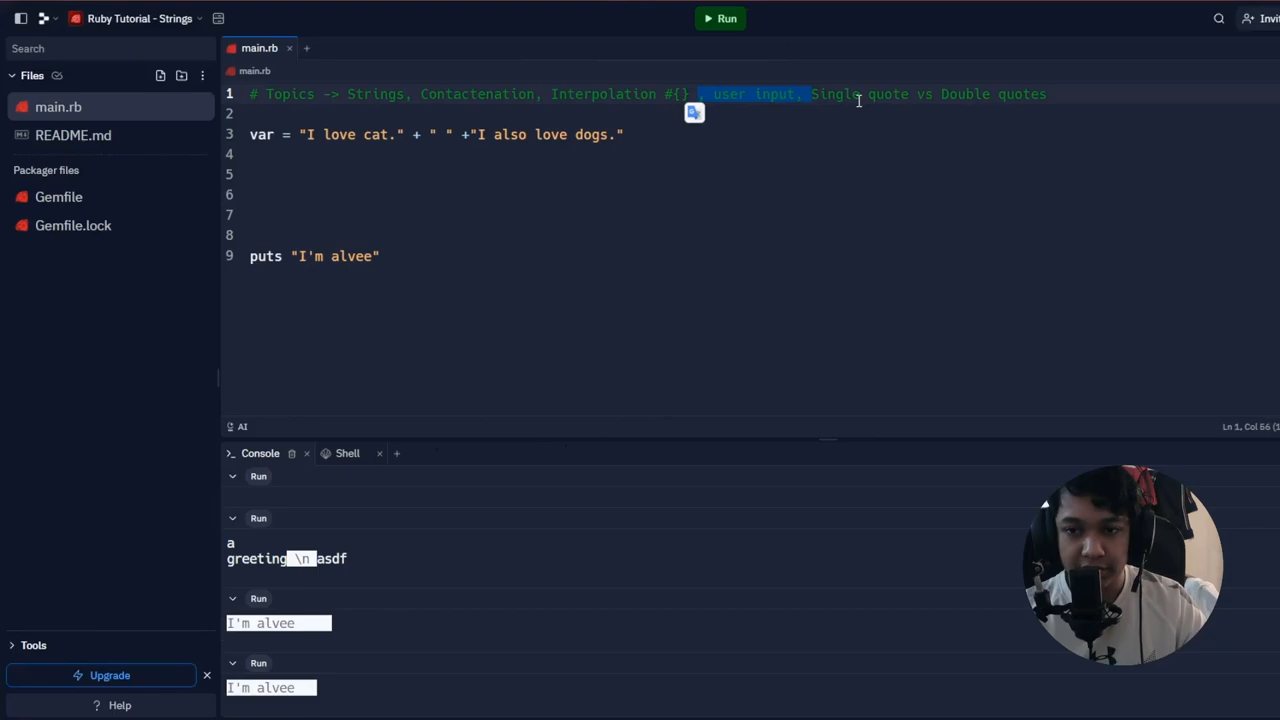 Ruby Tutorial - Strings
Run
Invi
Search
main.rb
Files
main.rb
main.rb
README.md
Packager files
Gemfile
Gemfile.lock
1 # Topics -> Strings, Contactenation, Interpolation #{} , user input, Single quote vs Double quotes
2
3 var = "I love cat." + " " +"I also love dogs."
4
5
6
7
8
9 puts "I'm alvee"
AI
Ln 1, Col 56 (1
Console
Shell
Run
Run
a
greeting \n asdf
Run
I'm alvee
Run
I'm alvee
Tools
Upgrade
Help